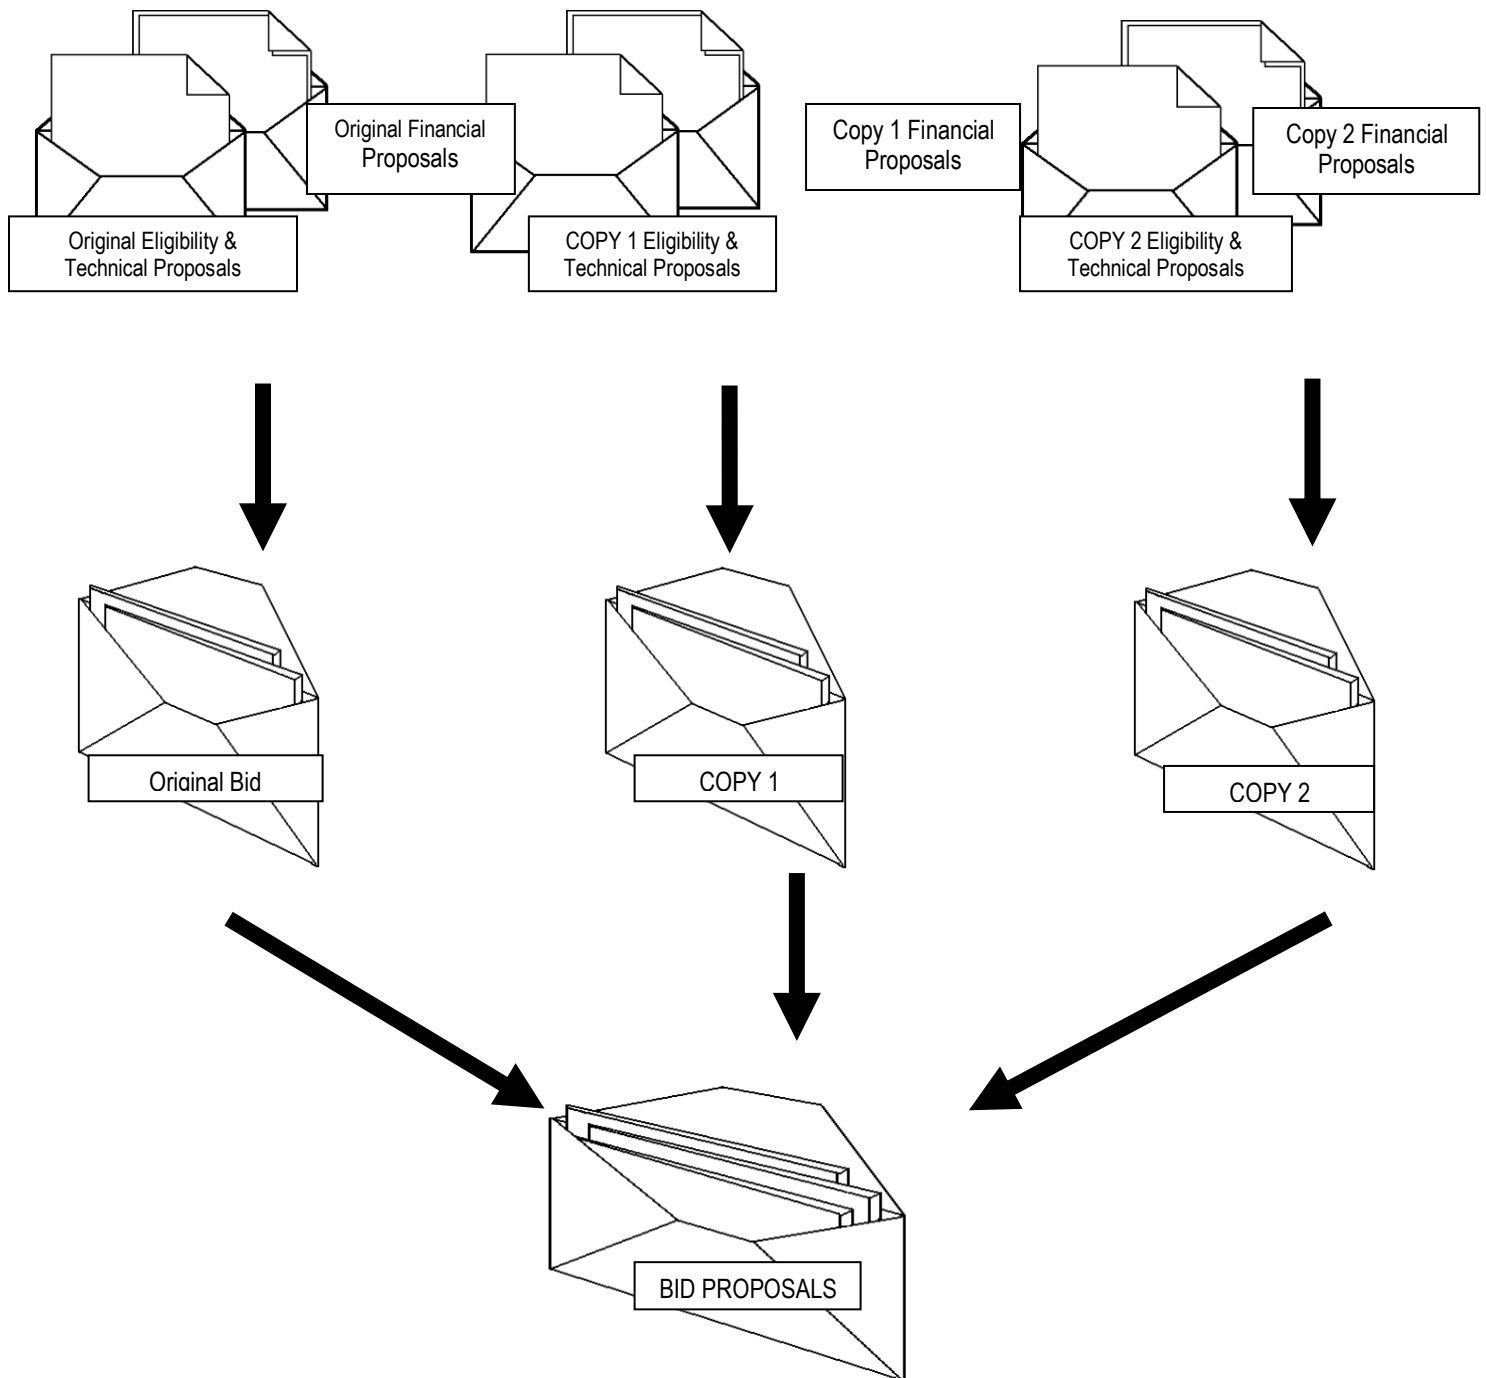 Original Financial
Proposals
Copy 1 Financial
Proposals
Copy 2 Financial
Proposals
Original Eligibility &
Technical Proposals
COPY 1 Eligibility &
Technical Proposals
COPY 2 Eligibility &
Technical Proposals
Original Bid
COPY 1
COPY 2
BID PROPOSALS